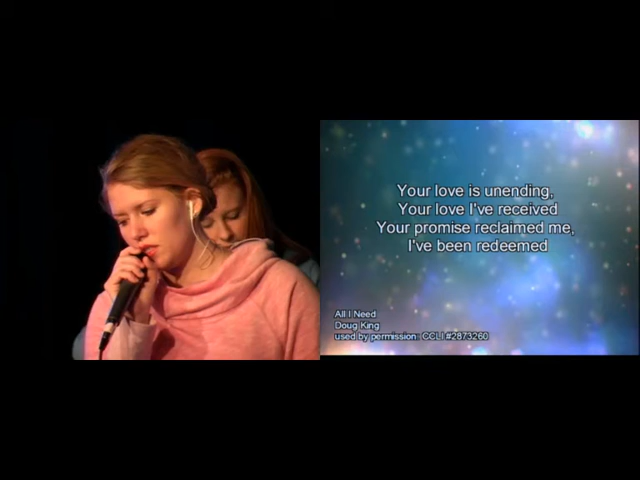 Your love is unending,
Your love I've received
Your promise reclaimed me,
I've been redeemed
All I Need
Doug King
used by permission: CCLI #2873260